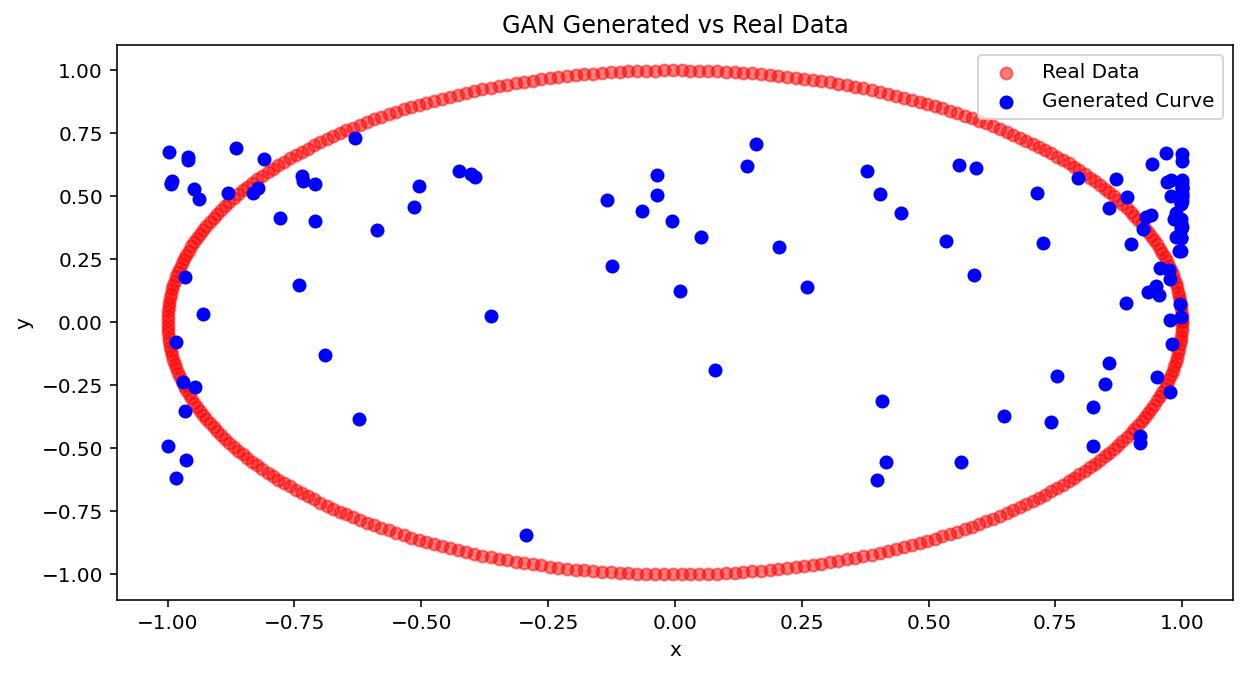 GAN Generated vs Real Data
Real Data
Generated Curve
1.00
0.75
0.50
0.25
0.00
−0.25
−0.50
−0.75
−1.00
y
−1.00 −0.75 −0.50 −0.25 0.00 0.25 0.50 0.75 1.00
x